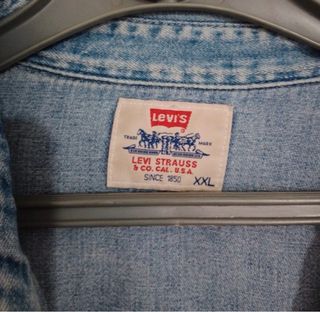 LEVI'S
TRADE MARK
LEVI STRAUSS
& CO. CAL. U.S.A.
SINCE 1850
XXL